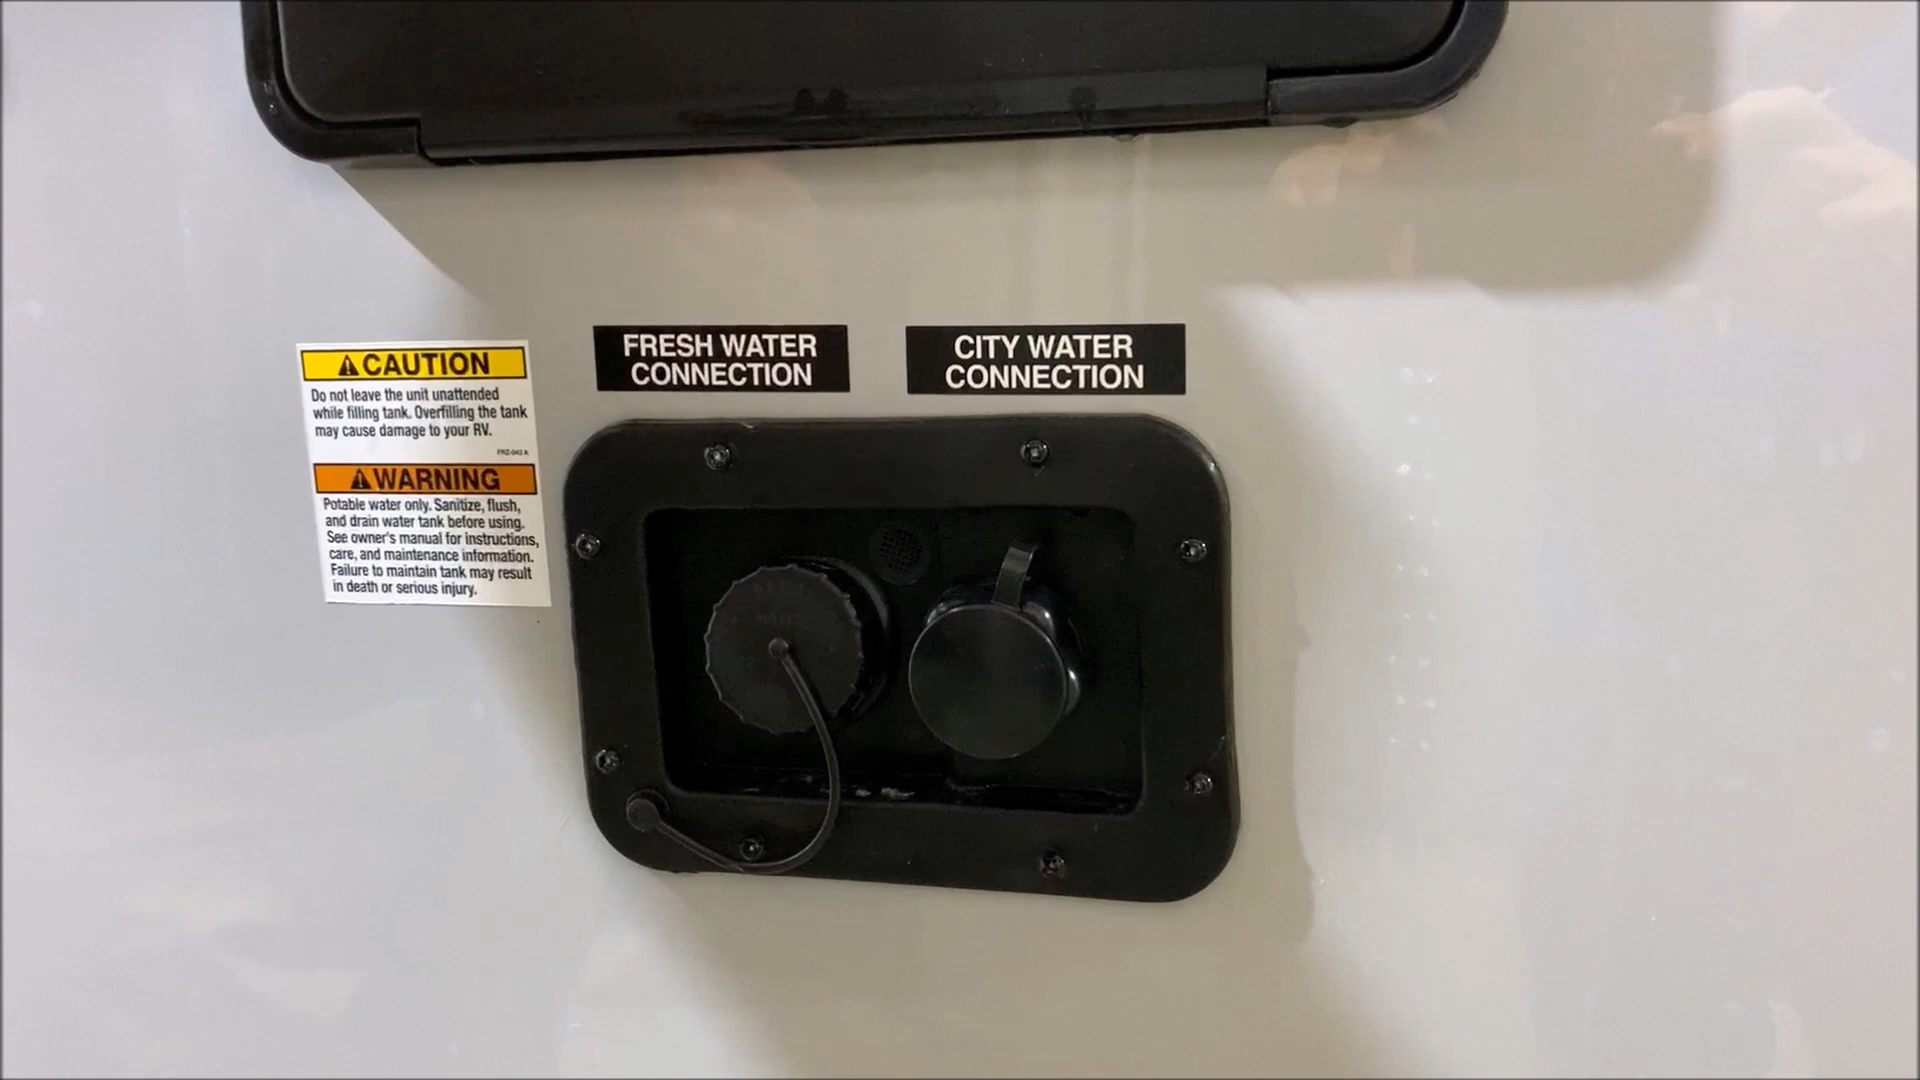 CAUTION
Do not leave the unit unattended
while filling tank. Overfilling the tank
may cause damage to your RV.
WARNING
Potable water only. Sanitize, flush,
and drain water tank before using.
See owner's manual for instructions,
care, and maintenance information.
Failure to maintain tank may result
in death or serious injury.
FRESH WATER
CONNECTION
CITY WATER
CONNECTION